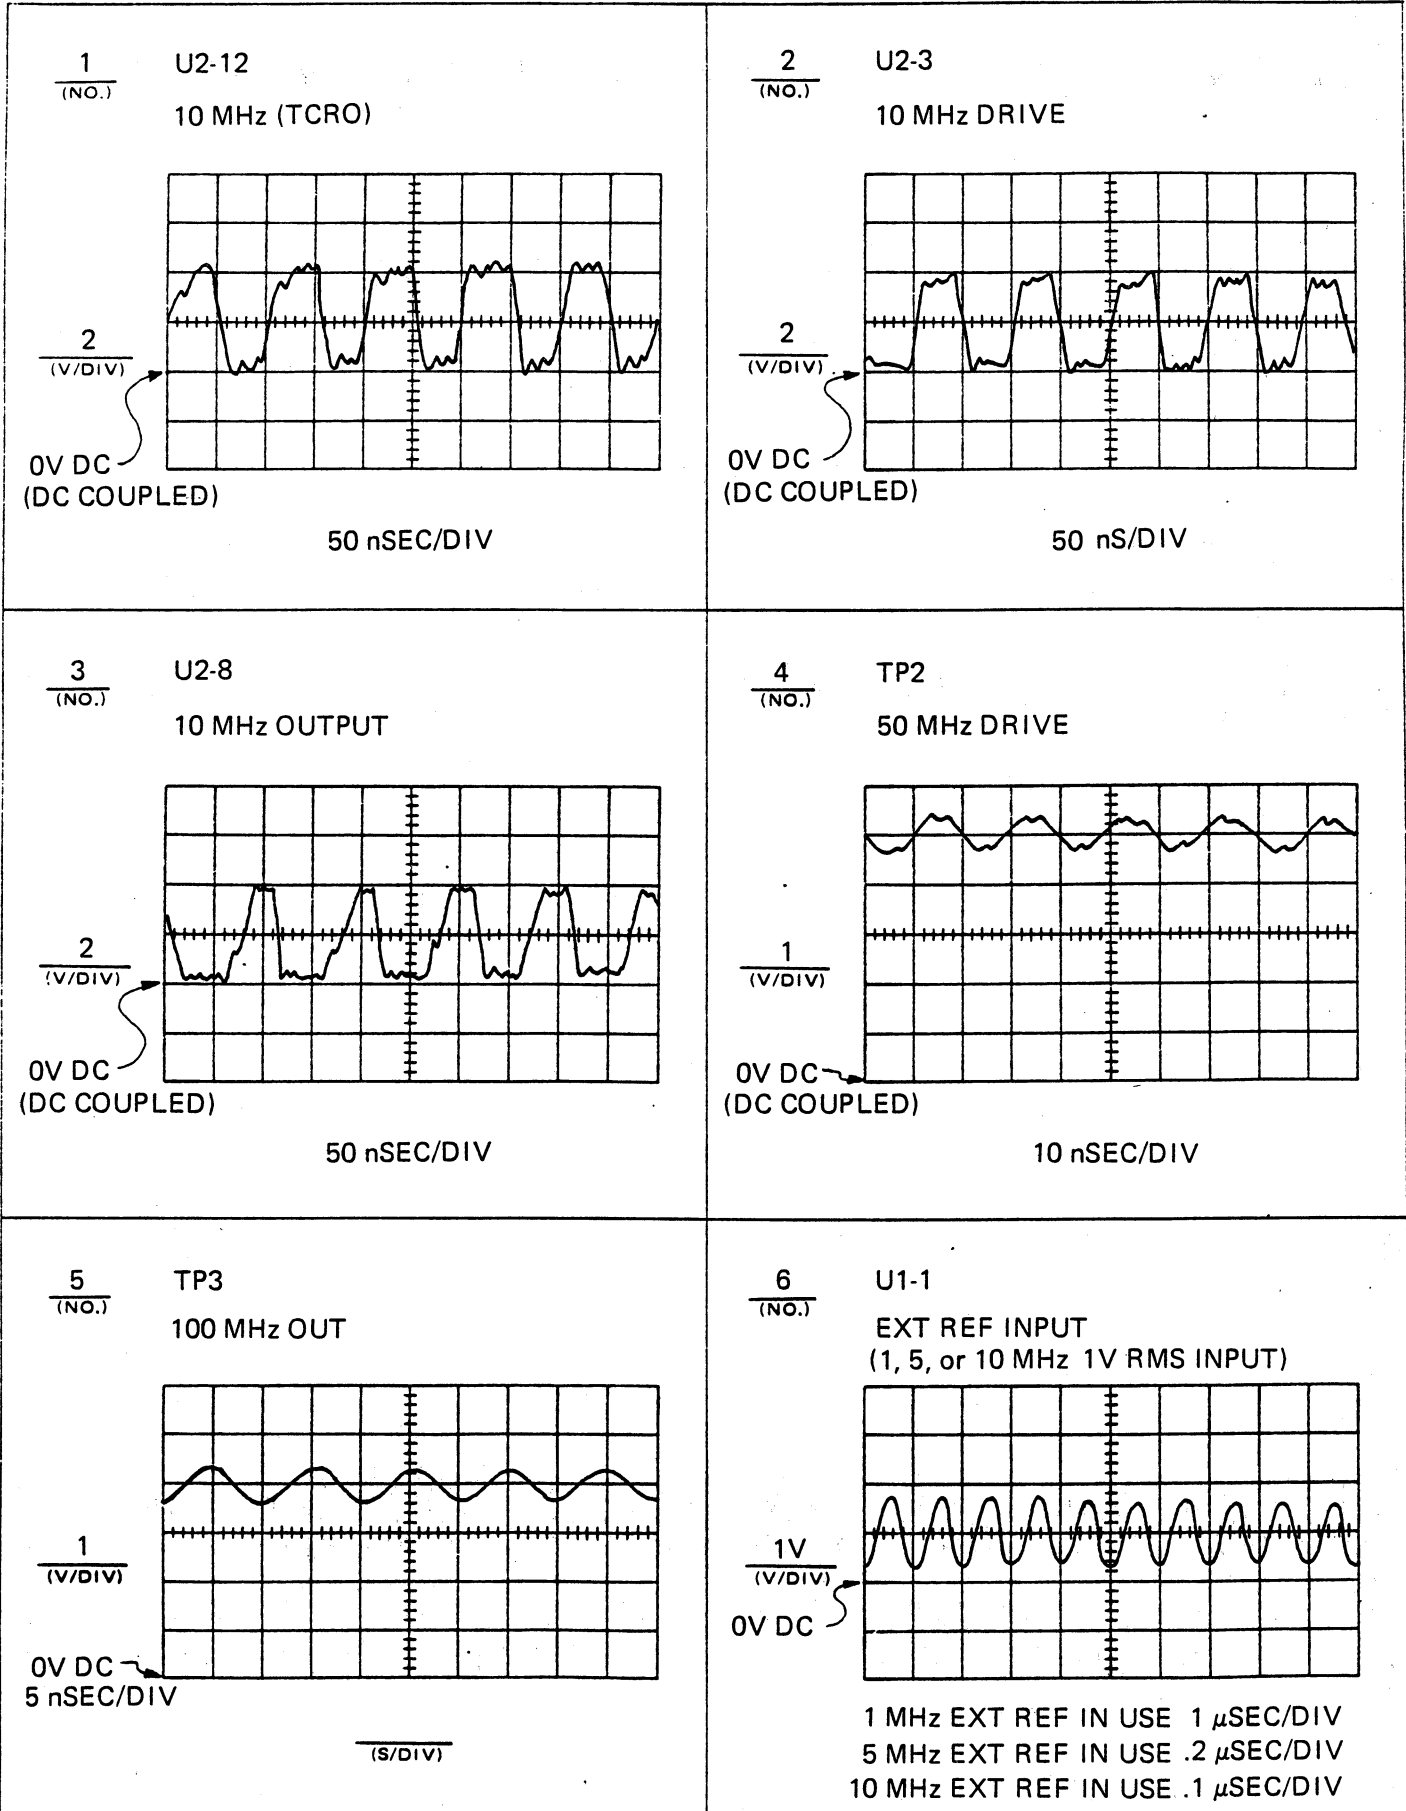 1
(NO.)
U2-12
10 MHz (TCRO)
2
(V/DIV)
0V DC
(DC COUPLED)
50 nSEC/DIV
2
(NO.)
U2-3
10 MHz DRIVE
2
(V/DIV)
0V DC
(DC COUPLED)
50 nS/DIV
3
(NO.)
U2-8
10 MHz OUTPUT
2
(V/DIV)
0V DC
(DC COUPLED)
50 nSEC/DIV
4
(NO.)
TP2
50 MHz DRIVE
1
(V/DIV)
0V DC
(DC COUPLED)
10 nSEC/DIV
5
(NO.)
TP3
100 MHz OUT
1
(V/DIV)
0V DC
5 nSEC/DIV
(S/DIV)
6
(NO.)
U1-1
EXT REF INPUT
(1, 5, or 10 MHz 1V RMS INPUT)
1V
(V/DIV)
0V DC
1 MHz EXT REF IN USE 1 μSEC/DIV
5 MHz EXT REF IN USE .2 μSEC/DIV
10 MHz EXT REF IN USE .1 μSEC/DIV